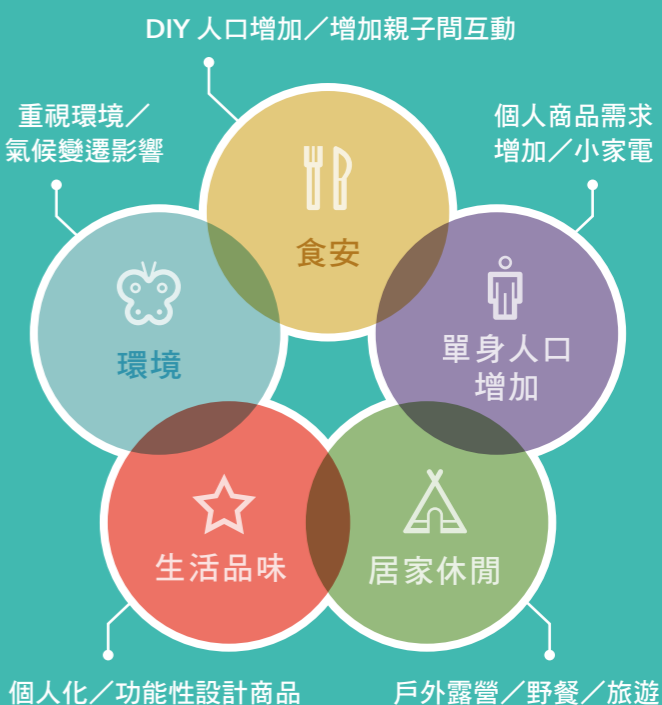 DIY 人口增加／增加親子間互動
重視環境／
氣候變遷影響
個人商品需求
增加／小家電
食安
環境
單身人口
增加
生活品味
居家休閒
個人化／功能性設計商品
戶外露營／野餐／旅遊